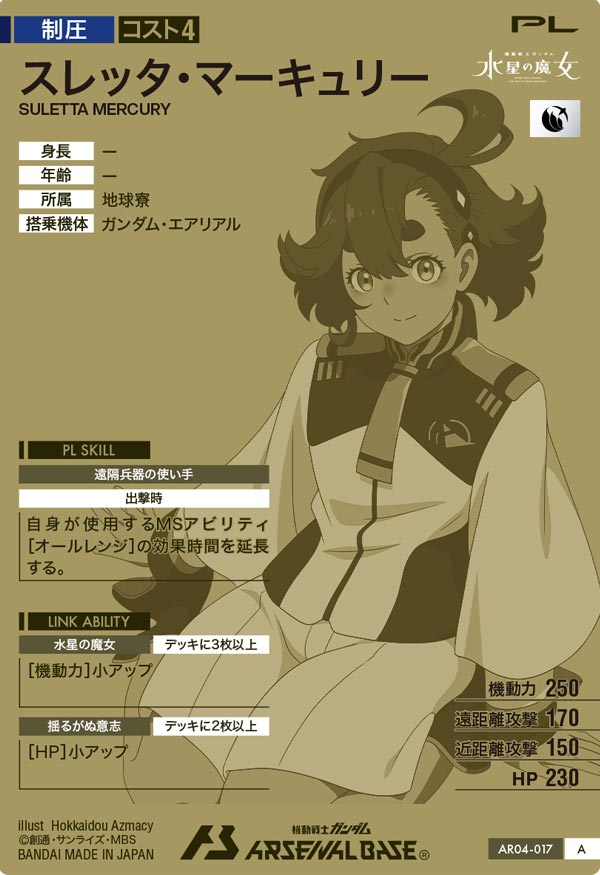 制圧 コスト4
PL
スレッタ・マーキュリー
SULETTA MERCURY
機動戦士ガンダム
水星の魔女
身長 ー
年齢 ー
所属 地球寮
搭乗機体 ガンダム・エアリアル
PL SKILL
遠隔兵器の使い手
出撃時
自身が使用するMSアビリティ
[オールレンジ]の効果時間を延長
する。
LINK ABILITY
水星の魔女 デッキに3枚以上
[機動力]小アップ
揺るがぬ意志 デッキに2枚以上
[HP]小アップ
機動力 250
遠距離攻撃 170
近距離攻撃 150
HP 230
illust Hokkaidou Azmacy
©創通・サンライズ・MBS
BANDAI MADE IN JAPAN
機動戦士ガンダム
ARSENAL BASE®
AR04-017 A